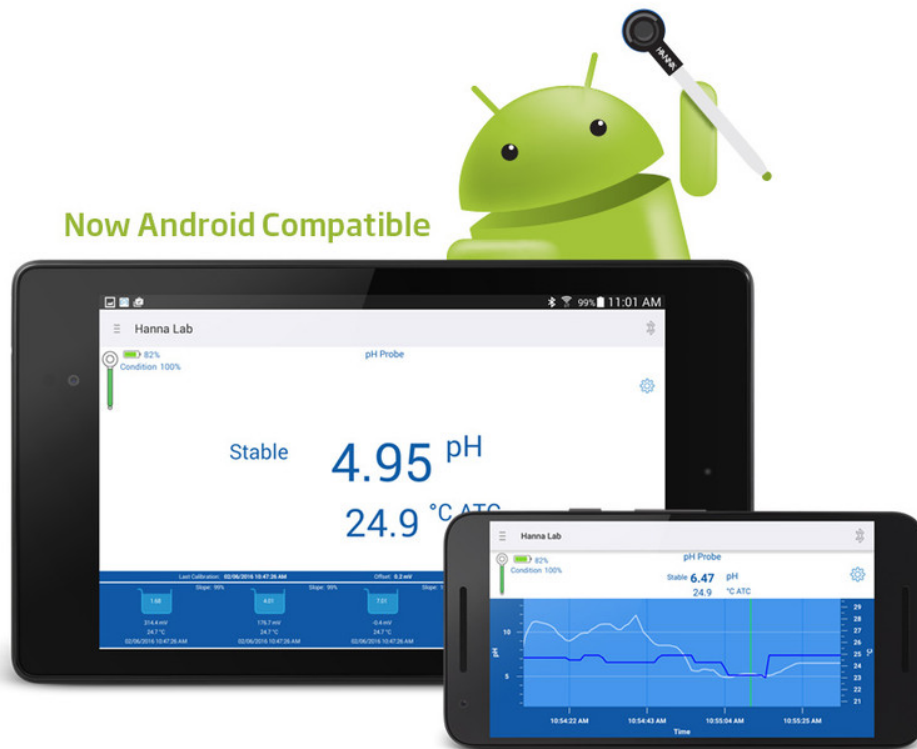 HANNA
Now Android Compatible
99% 11:01 AM
Hanna Lab
82%
Condition 100%
pH Probe
Stable 4.95 pH
24.9 °C ATC
Last Calibration: 02/06/2016 10:47:26 AM Offset: 0.2 mV
Slope: 99% Slope: 99% Slope: 
1.68 4.01 7.01
314.4 mV 175.7 mV -0.4 mV
24.7 °C 24.7 °C 24.7 °C
02/06/2016 10:47:26 AM 02/06/2016 10:47:26 AM 02/06/2016 10:47:26 AM
Hanna Lab
82%
Condition 100%
pH Probe
Stable 6.47 pH
24.9 °C ATC
pH
10
5
29
28
27
26
25
24
23
22
21
°C
10:54:22 AM 10:54:43 AM 10:55:04 AM 10:55:25 AM
Time